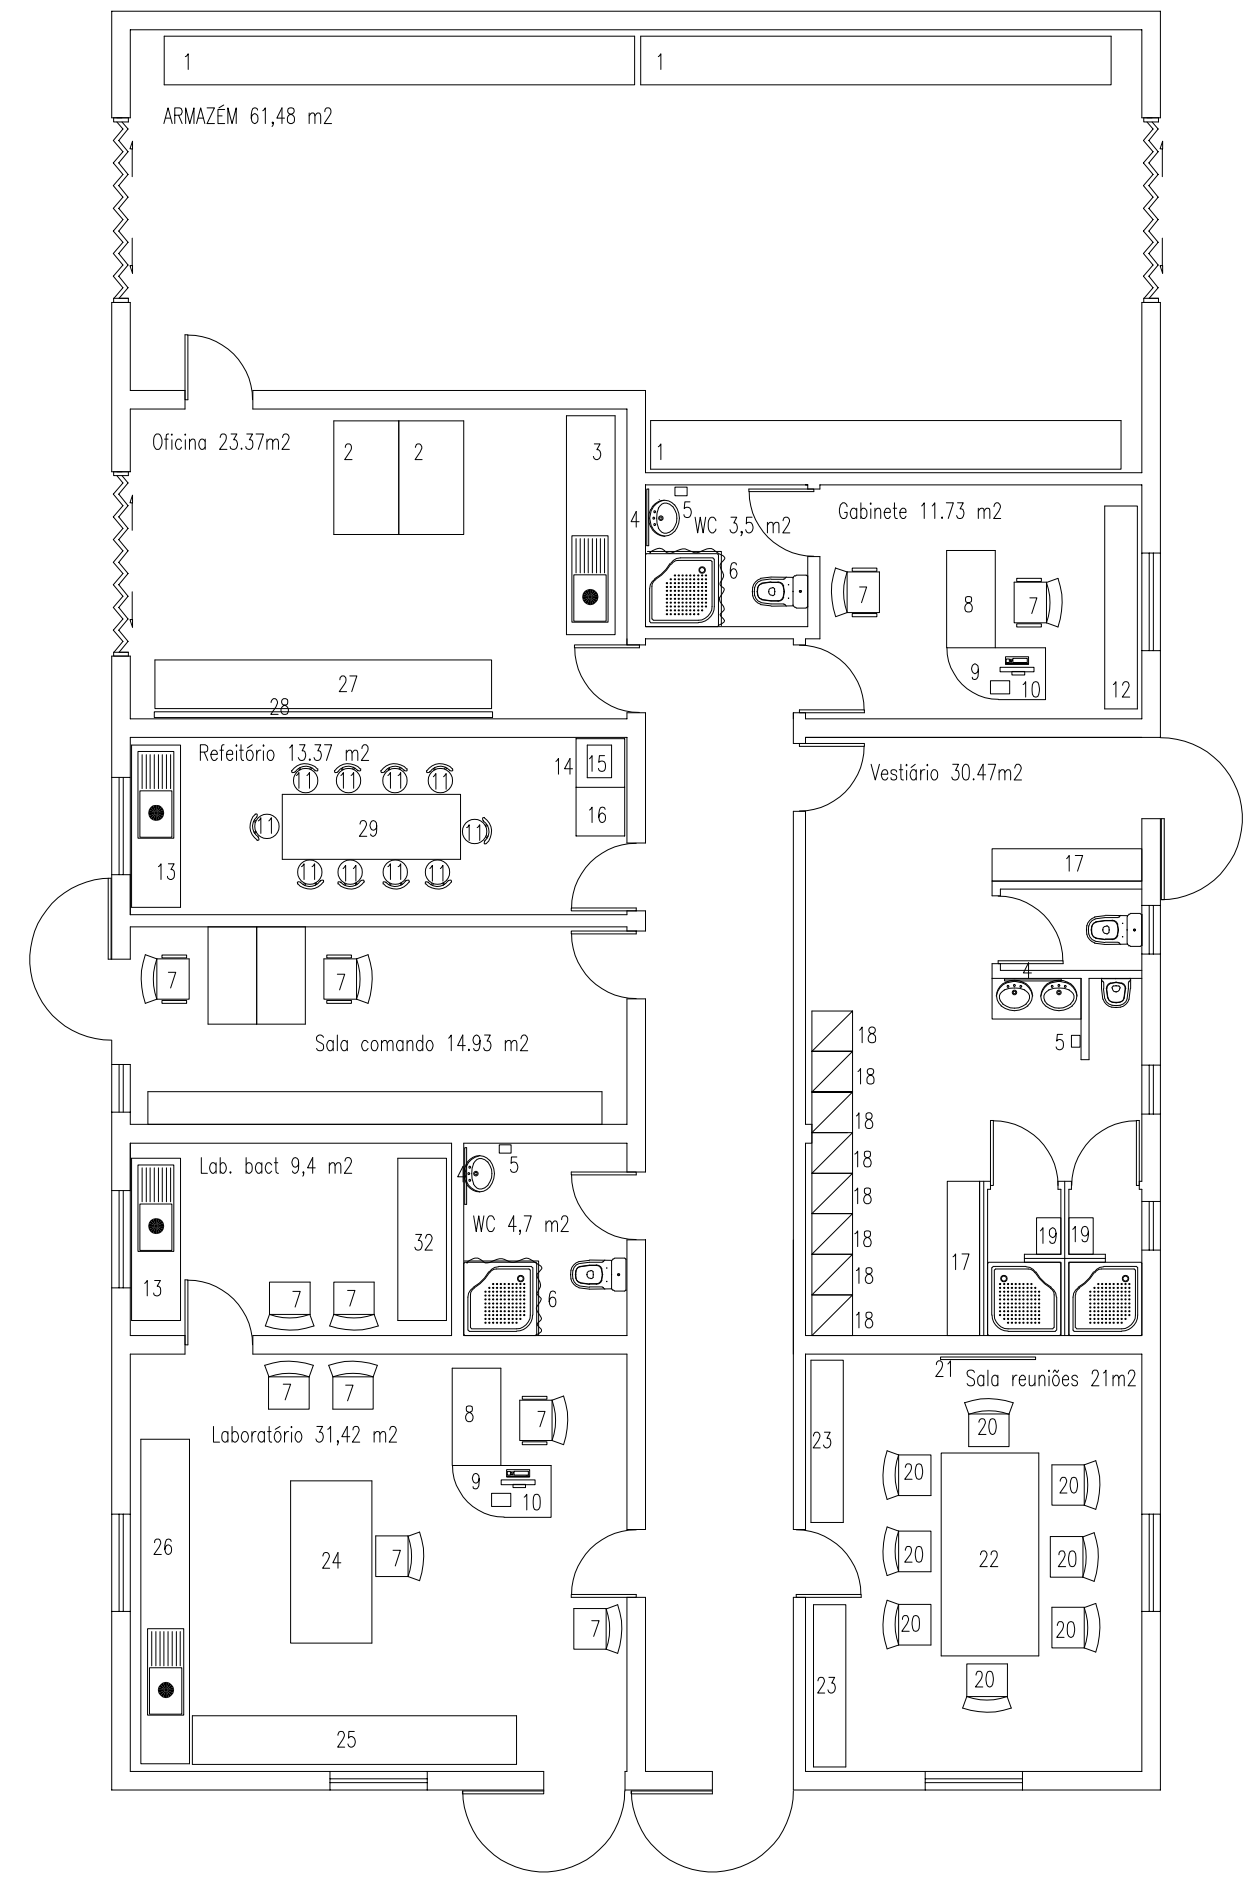 1 1
ARMAZÉM 61,48 m2
1
Oficina 23.37m2
2 2 3
4 5 WC 3,5 m2
6
Gabinete 11.73 m2
7 8 7
9 10 12
27
28
Refeitório 13.37 m2
14 15
16
11 11 11 11
11 29 11
11 11 11 11
13
Vestiário 30.47m2
17
4
5
7 7
Sala comando 14.93 m2
18
18
18
18
18
18
18
18
17 19 19
Lab. bact 9,4 m2
4 5
WC 4,7 m2
6
32
13 7 7
7 7
Laboratório 31,42 m2
8 7
9 10
26 24 7
7
25
21
Sala reuniões 21m2
20
23 20 20
20 22 20
20 20
23 20